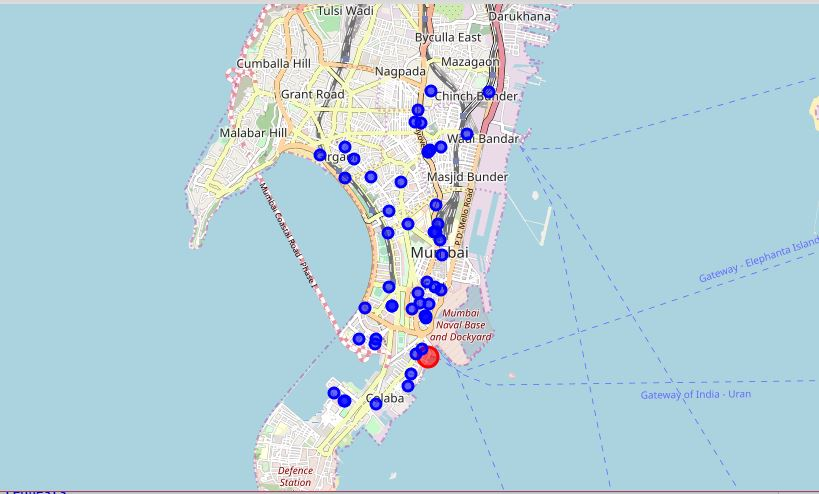 Tulsi Wadi
Darukhana
Byculla East
Cumballa Hill
Mazagaon
Nagpada
Grant Road
Chinch Bunder
Malabar Hill
Wadi Bandar
Masjid Bunder
Mumbai Coastal Road - phase 1
P.D. Mello Road
Mumbai
Gateway - Elephanta Island
Mumbai
Naval Base
and Dockyard
Colaba
Gateway of India - Uran
Defence
Station